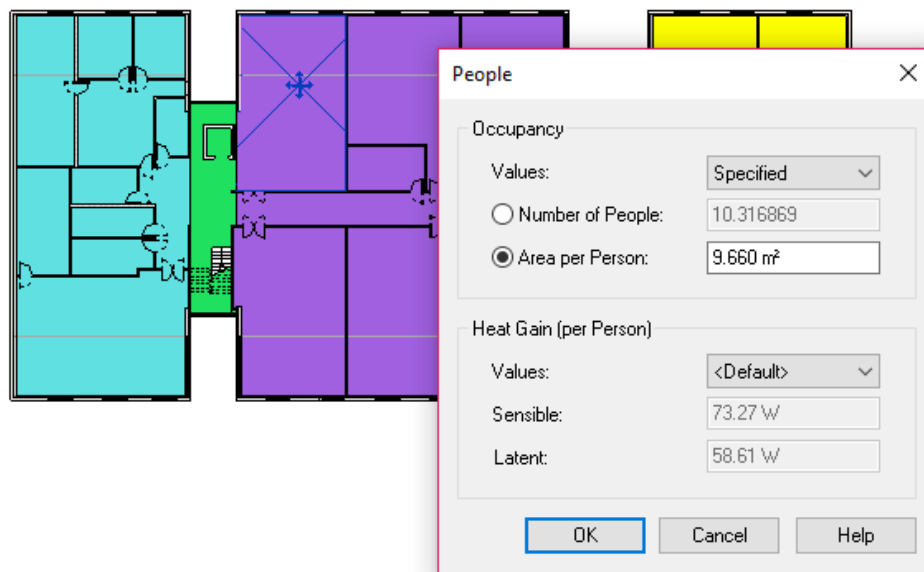 People
Occupancy
Values: Specified
Number of People: 10.316869
Area per Person: 9.660 m²
Heat Gain (per Person)
Values: <Default>
Sensible: 73.27 W
Latent: 58.61 W
OK Cancel Help